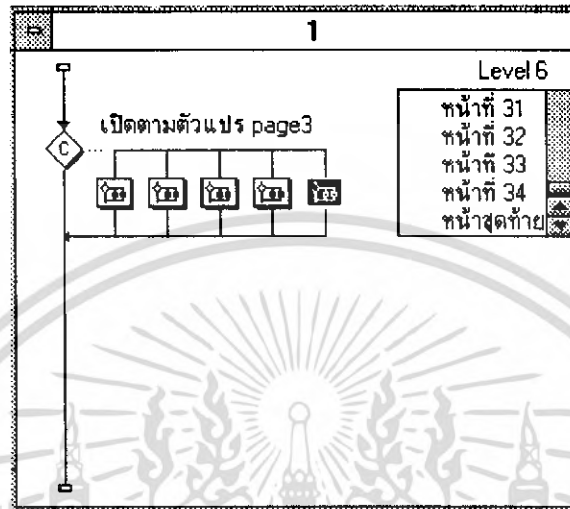 1
Level 6
เปิดตามตัวแปร page3
C
หน้าที่ 31
หน้าที่ 32
หน้าที่ 33
หน้าที่ 34
หน้าสุดท้าย